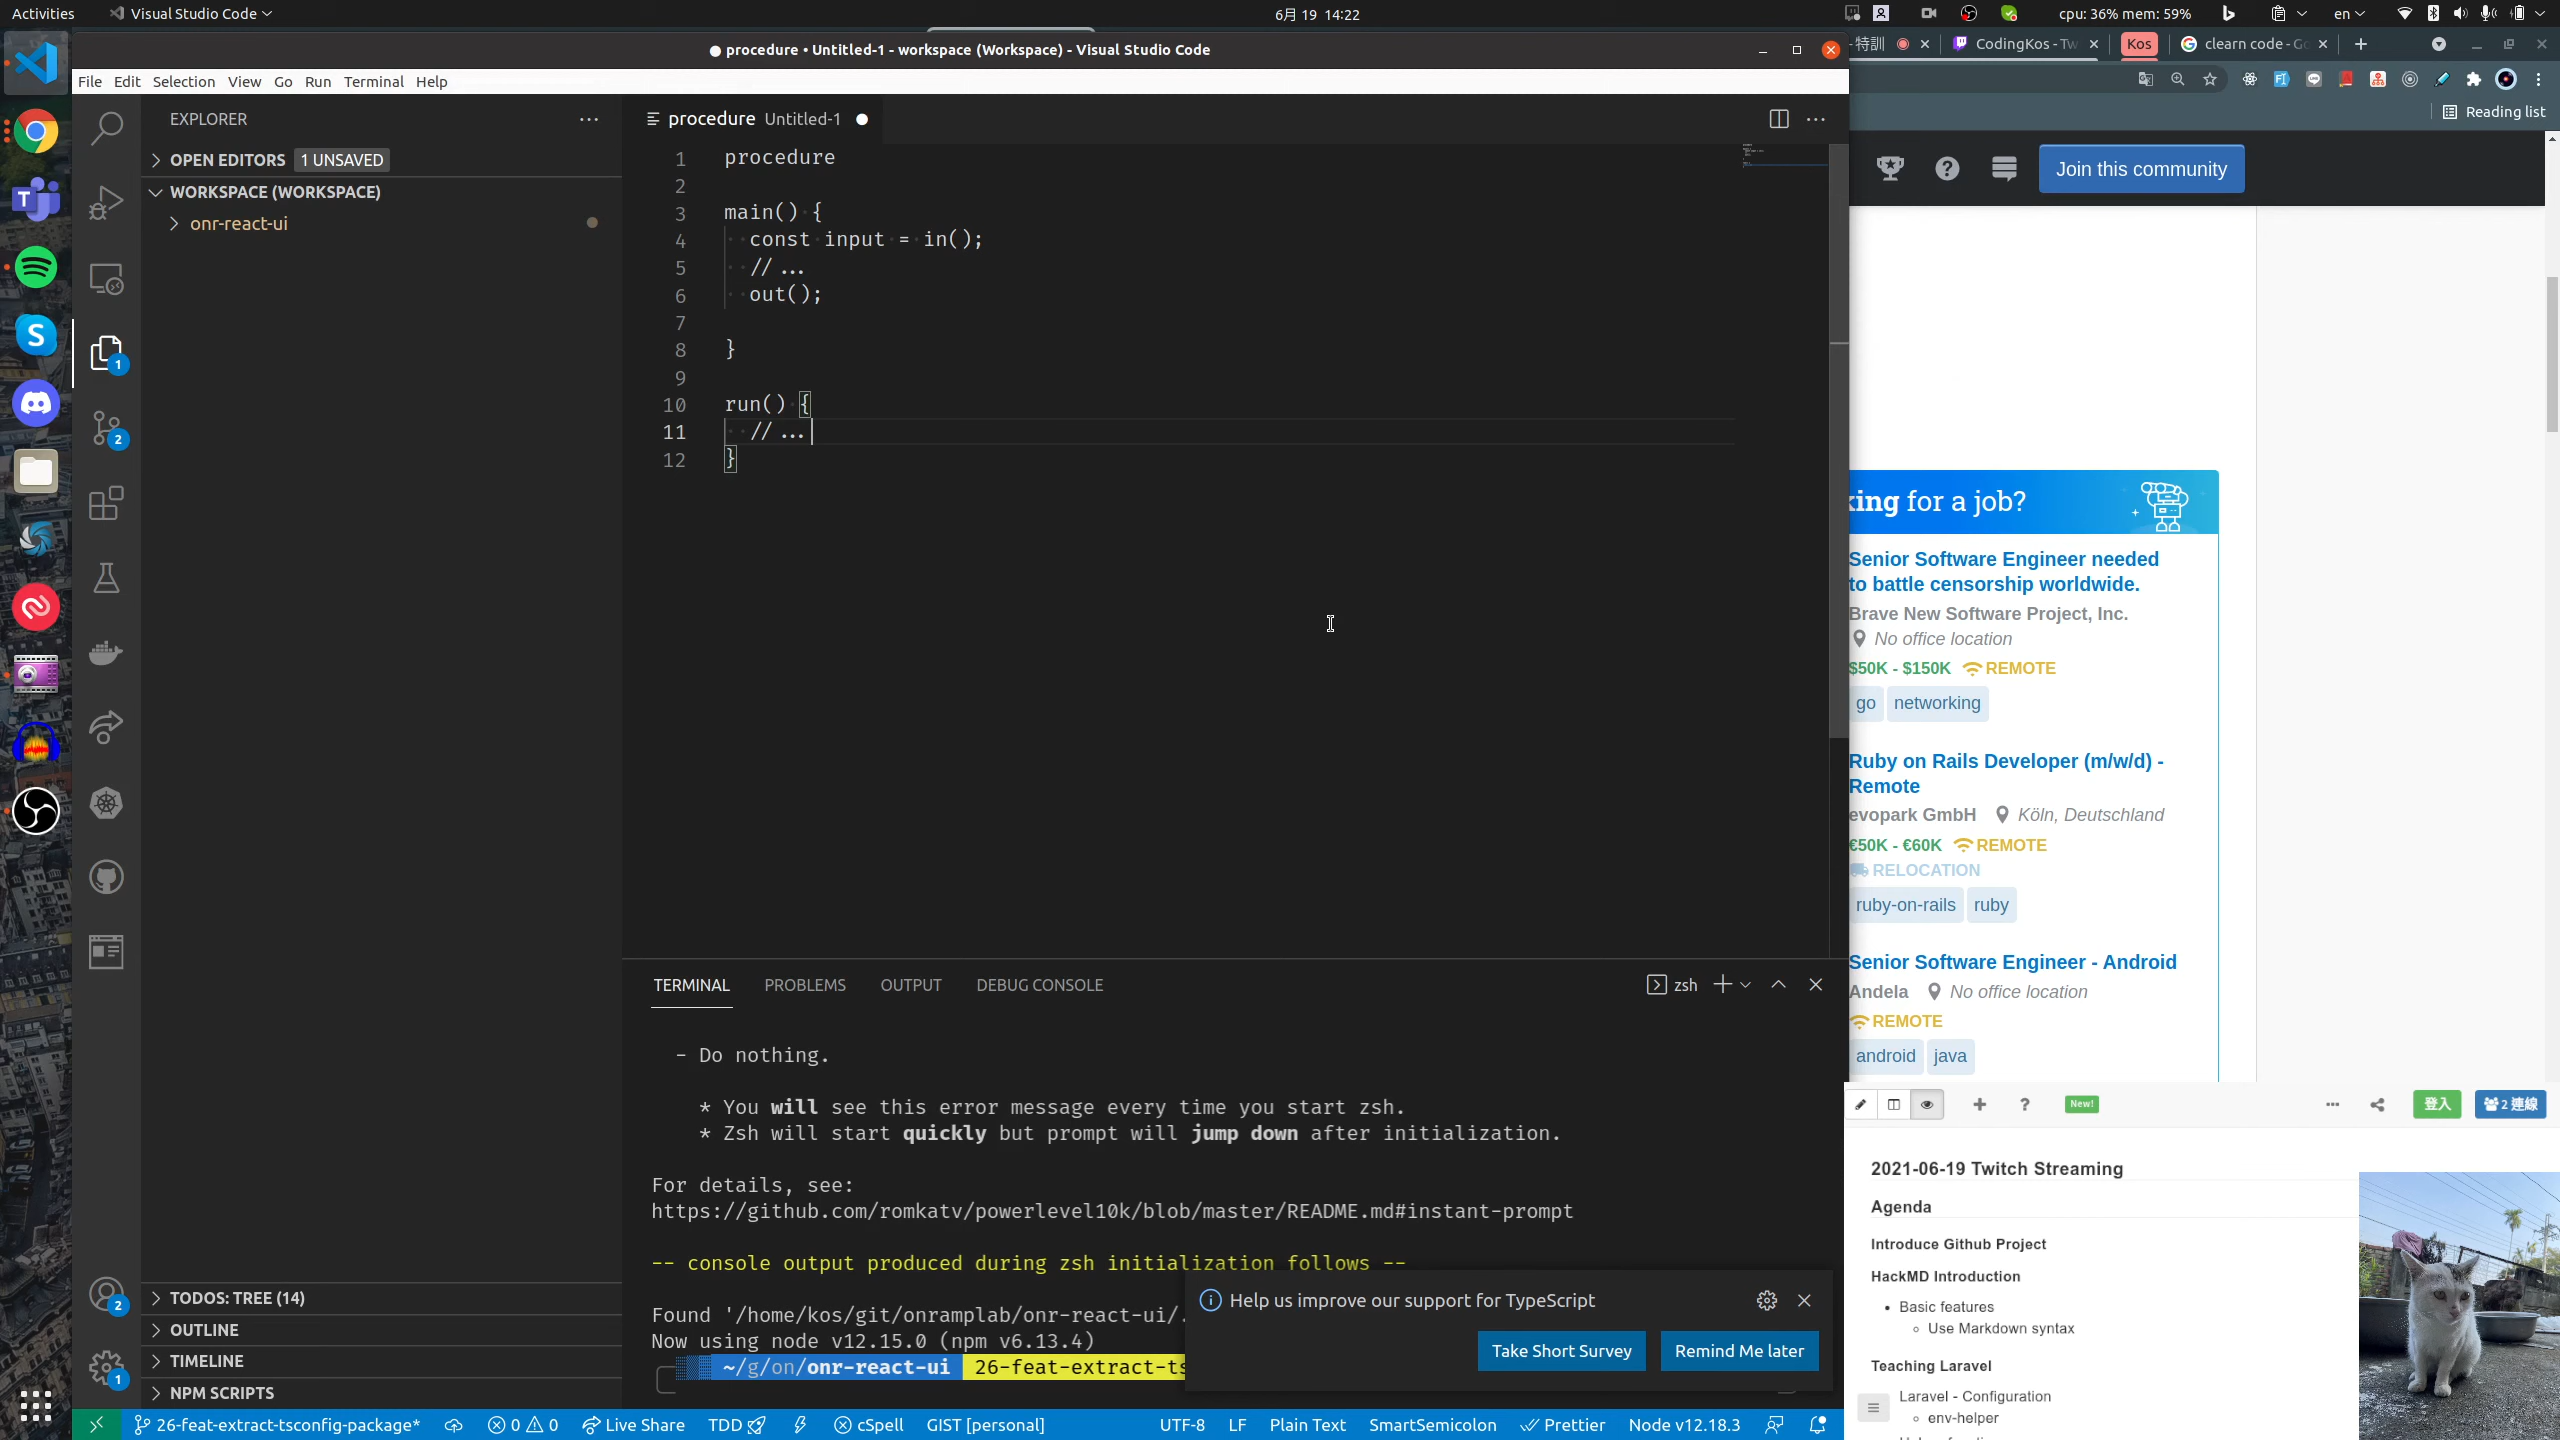 Activities
Visual Studio Code
6月 19 14:22
cpu: 36% mem: 59%
en
● procedure • Untitled-1 - workspace (Workspace) - Visual Studio Code
特訓
CodingKos - Tw
Kos
clearn code - Go
File Edit Selection View Go Run Terminal Help
Reading list
EXPLORER
OPEN EDITORS 1 UNSAVED
WORKSPACE (WORKSPACE)
onr-react-ui
procedure Untitled-1
1 procedure
2
3 main() {
4 const input = in();
5 // ...
6 out();
7
8 }
9
10 run() {
11 // ...
12 }
1
2
Join this community
king for a job?
Senior Software Engineer needed
to battle censorship worldwide.
Brave New Software Project, Inc.
No office location
$50K - $150K REMOTE
go networking
Ruby on Rails Developer (m/w/d) -
Remote
evopark GmbH Köln, Deutschland
€50K - €60K REMOTE
RELOCATION
ruby-on-rails ruby
Senior Software Engineer - Android
Andela No office location
REMOTE
android java
TERMINAL PROBLEMS OUTPUT DEBUG CONSOLE
zsh
- Do nothing.
* You will see this error message every time you start zsh.
* Zsh will start quickly but prompt will jump down after initialization.
For details, see:
https://github.com/romkatv/powerlevel10k/blob/master/README.md#instant-prompt
-- console output produced during zsh initialization follows --
Found '/home/kos/git/onramplab/onr-react-ui/.
Now using node v12.15.0 (npm v6.13.4)
~/g/on/onr-react-ui 26-feat-extract-ts
Help us improve our support for TypeScript
Take Short Survey
Remind Me later
2
1
TODOS: TREE (14)
OUTLINE
TIMELINE
NPM SCRIPTS
26-feat-extract-tsconfig-package*
0 0
Live Share
TDD
cSpell
GIST [personal]
UTF-8
LF
Plain Text
SmartSemicolon
Prettier
Node v12.18.3
New!
登入
2 連線
2021-06-19 Twitch Streaming
Agenda
Introduce Github Project
HackMD Introduction
Basic features
Use Markdown syntax
Teaching Laravel
Laravel - Configuration
env-helper